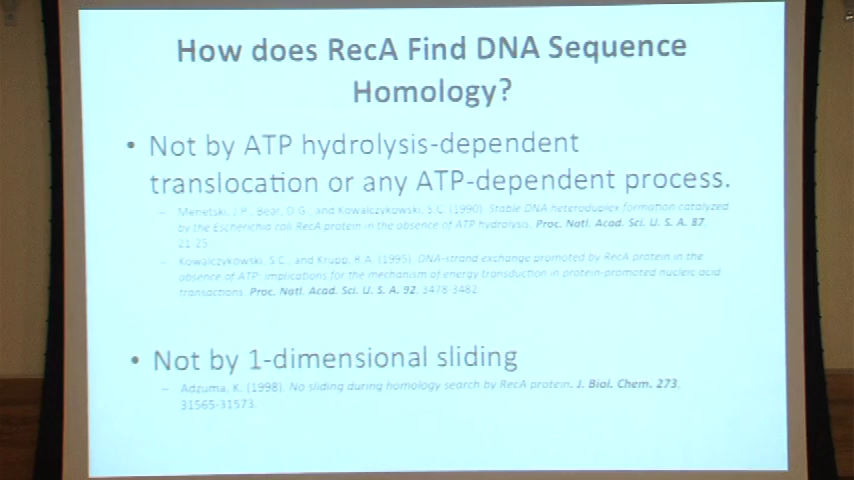 How does RecA Find DNA Sequence
Homology?
• Not by ATP hydrolysis-dependent
translocation or any ATP-dependent process.
– Menetski, J.P., Bear, D.G., and Kowalczykowski, S.C. (1990). Stable DNA heteroduplex formation catalyzed
by the Escherichia coli RecA protein in the absence of ATP hydrolysis. Proc. Natl. Acad. Sci. U. S. A. 87,
21-25.
– Kowalczykowski, S.C., and Krupp, R.A. (1995). DNA-strand exchange promoted by RecA protein in the
absence of ATP: implications for the mechanism of energy transduction in protein-promoted nucleic acid
transactions. Proc. Natl. Acad. Sci. U. S. A. 92, 3478-3482.
• Not by 1-dimensional sliding
– Adzuma, K. (1998). No sliding during homology search by RecA protein. J. Biol. Chem. 273,
31565-31573.